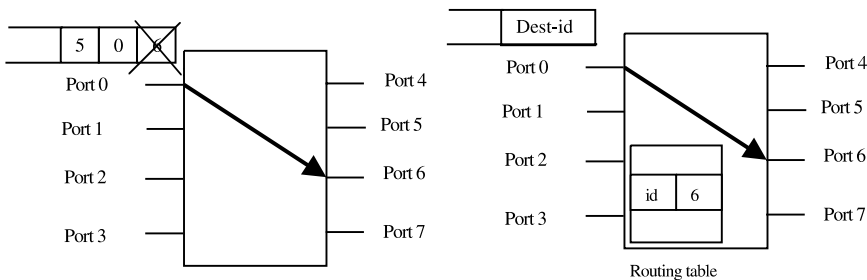 5 0 6
Port 0
Port 1
Port 2
Port 3
Port 4
Port 5
Port 6
Port 7
Dest-id
Port 0
Port 1
Port 2
Port 3
id 6
Port 4
Port 5
Port 6
Port 7
Routing table